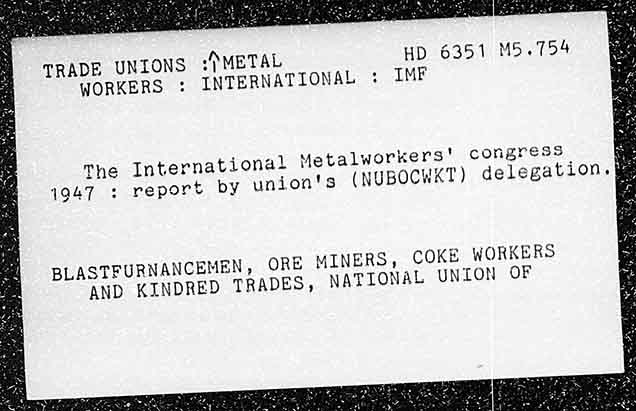 TRADE UNIONS :↑METAL HD 6351 M5.754
WORKERS : INTERNATIONAL : IMF
The International Metalworkers' congress
1947 : report by union's (NUBOCWKT) delegation.
BLASTFURNANCEMEN, ORE MINERS, COKE WORKERS
AND KINDRED TRADES, NATIONAL UNION OF